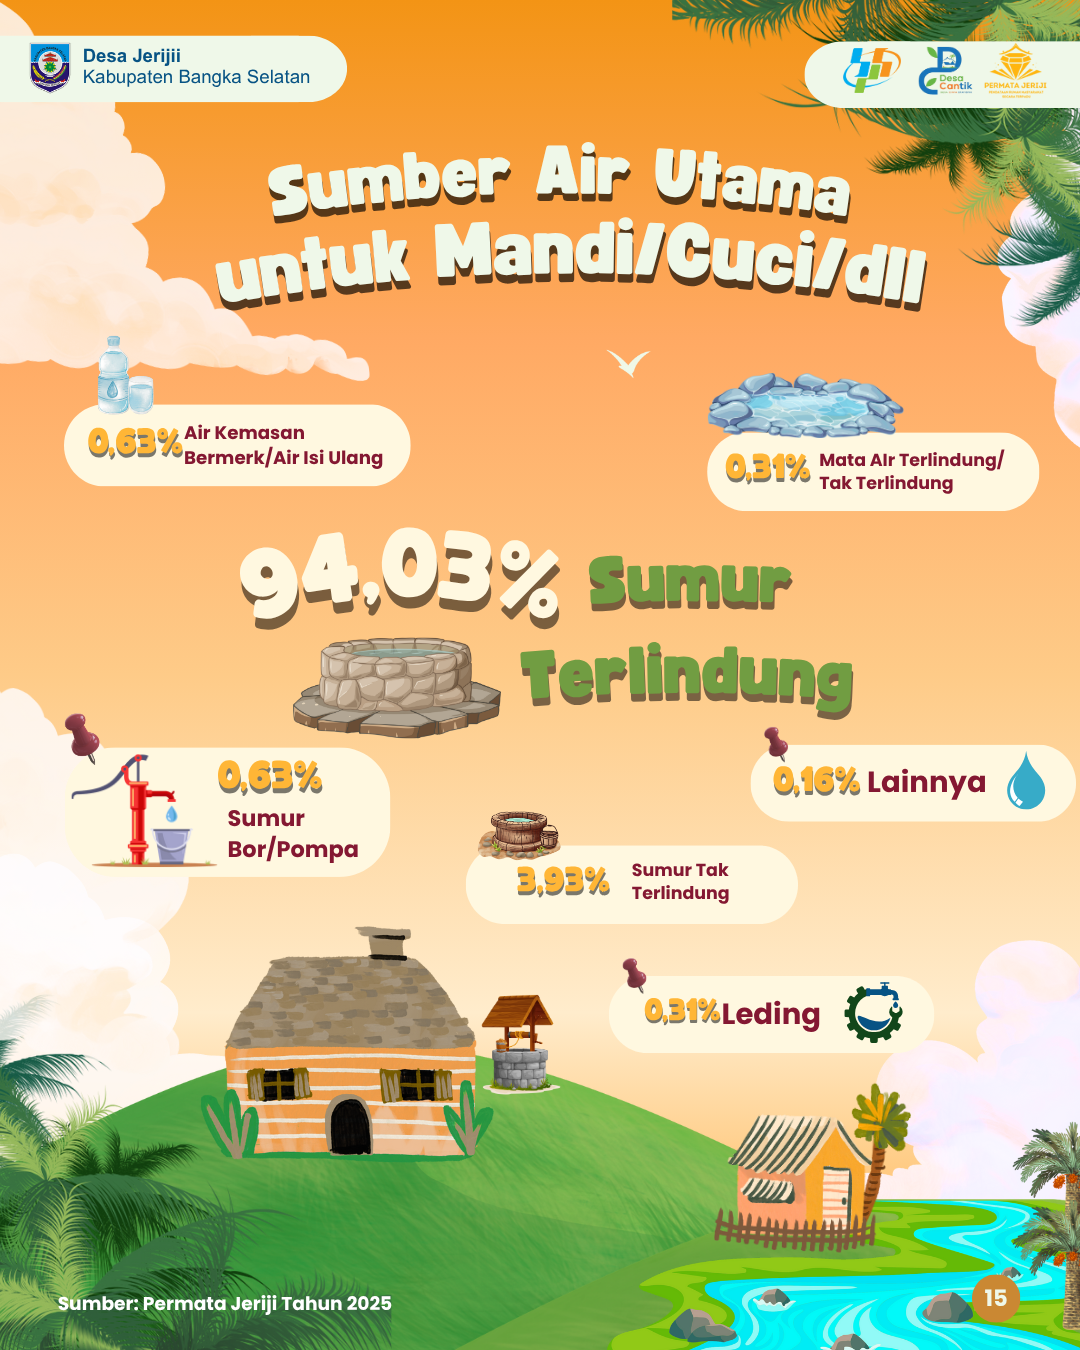 Desa Jerijii
Kabupaten Bangka Selatan
Desa
Cantik
PERMATA JERIJI
Sumber Air Utama
untuk Mandi/Cuci/dll
0,63% Air Kemasan
Bermerk/Air Isi Ulang
0,31% Mata AIr Terlindung/
Tak Terlindung
94,03% Sumur
Terlindung
0,63%
Sumur
Bor/Pompa
0,16% Lainnya
3,93% Sumur Tak
Terlindung
0,31% Leding
Sumber: Permata Jeriji Tahun 2025
15